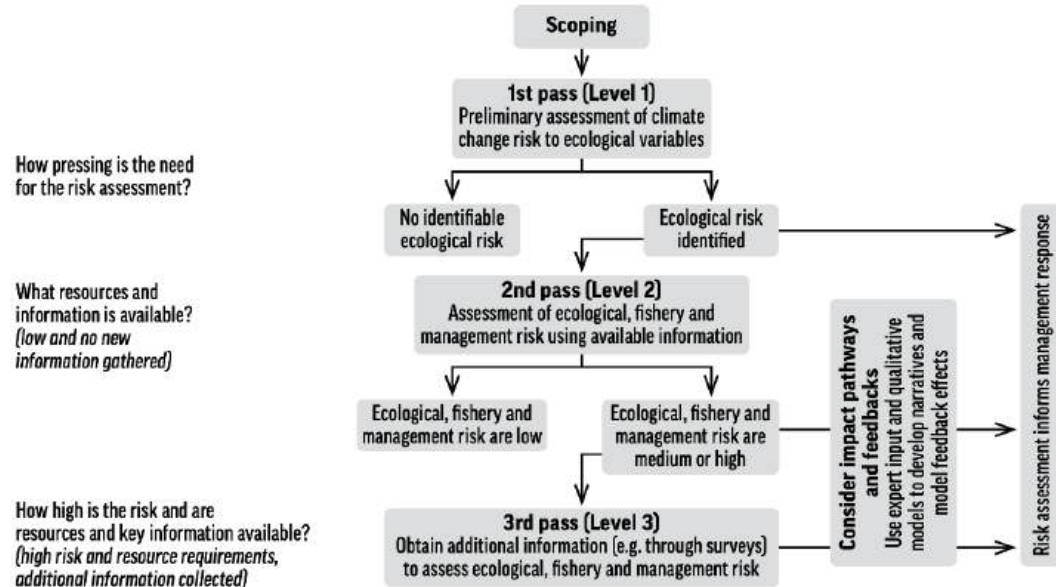 Scoping
1st pass (Level 1)
Preliminary assessment of climate
change risk to ecological variables
How pressing is the need
for the risk assessment?
No identifiable
ecological risk
Ecological risk
identified
What resources and
information is available?
(low and no new
information gathered)
2nd pass (Level 2)
Assessment of ecological, fishery and
management risk using available information
Ecological, fishery and
management risk are low
Ecological, fishery and
management risk are
medium or high
How high is the risk and are
resources and key information available?
(high risk and resource requirements,
additional information collected)
3rd pass (Level 3)
Obtain additional information (e.g. through surveys)
to assess ecological, fishery and management risk
Consider impact pathways
and feedbacks
Use expert input and qualitative
models to develop narratives and
model feedback effects
Risk assessment informs management response